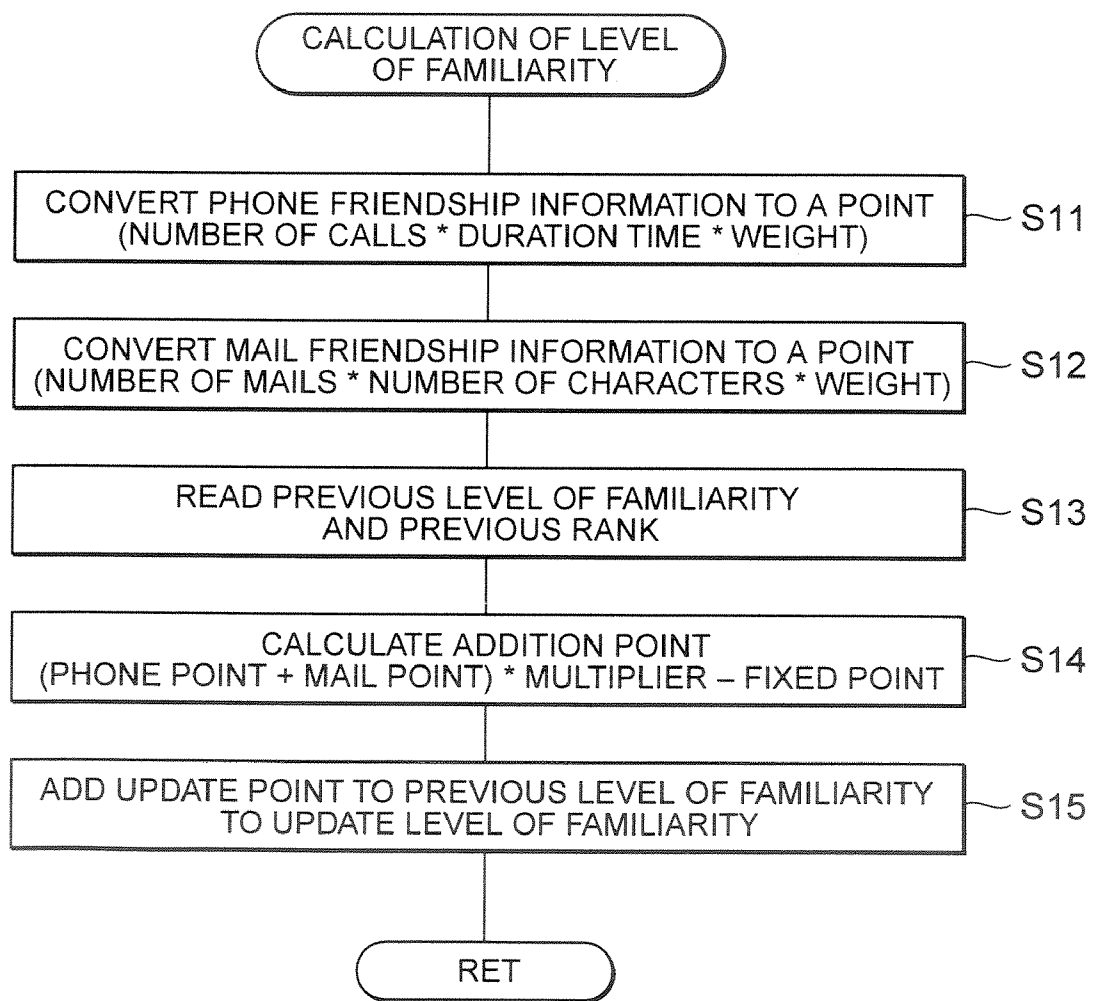 CALCULATION OF LEVEL
OF FAMILIARITY
CONVERT PHONE FRIENDSHIP INFORMATION TO A POINT
(NUMBER OF CALLS * DURATION TIME * WEIGHT)
S11
CONVERT MAIL FRIENDSHIP INFORMATION TO A POINT
(NUMBER OF MAILS * NUMBER OF CHARACTERS * WEIGHT)
S12
READ PREVIOUS LEVEL OF FAMILIARITY
AND PREVIOUS RANK
S13
CALCULATE ADDITION POINT
(PHONE POINT + MAIL POINT) * MULTIPLIER – FIXED POINT
S14
ADD UPDATE POINT TO PREVIOUS LEVEL OF FAMILIARITY
TO UPDATE LEVEL OF FAMILIARITY
S15
RET